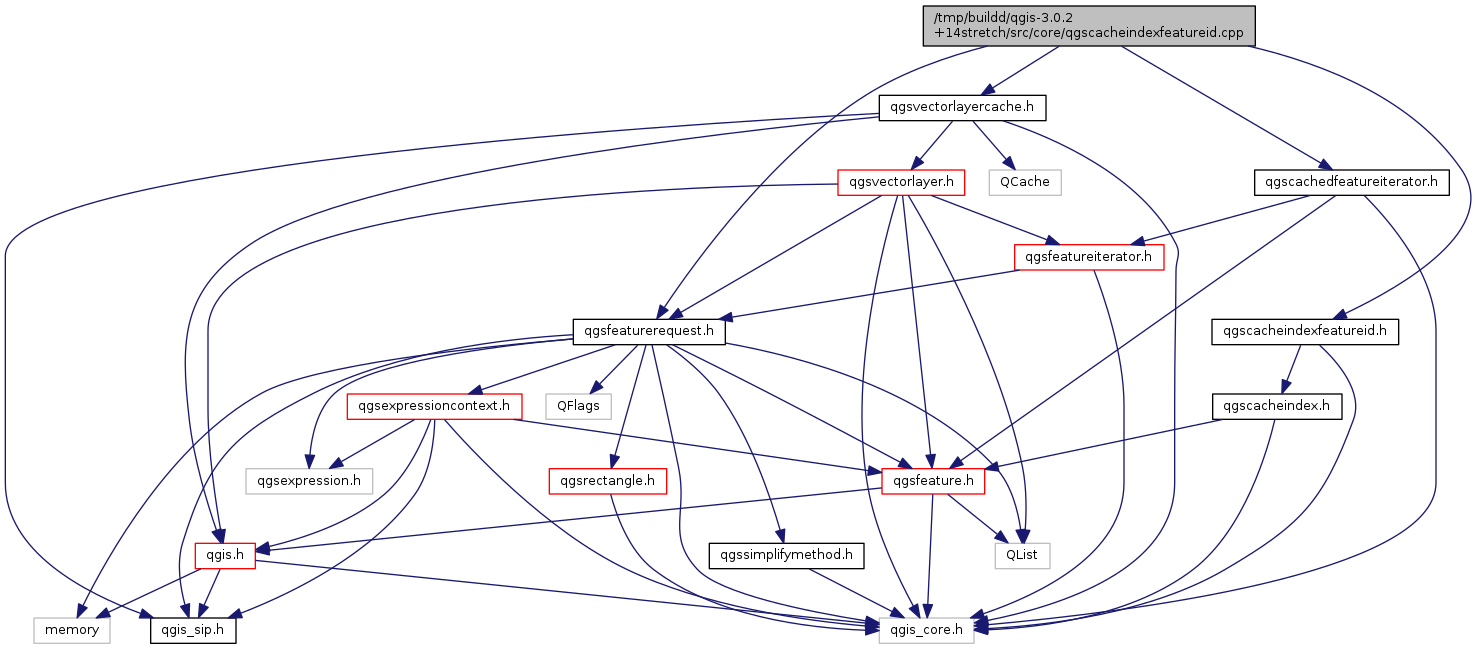 /tmp/buildd/qgis-3.0.2
+14stretch/src/core/qgscacheindexfeatureid.cpp
qgsvectorlayercache.h
qgsvectorlayer.h
QCache
qgscachedfeatureiterator.h
qgsfeatureiterator.h
qgsfeaturerequest.h
qgscacheindexfeatureid.h
qgsexpressioncontext.h
QFlags
qgscacheindex.h
qgsexpression.h
qgsrectangle.h
qgsfeature.h
qgis.h
qgssimplifymethod.h
QList
memory
qgis_sip.h
qgis_core.h